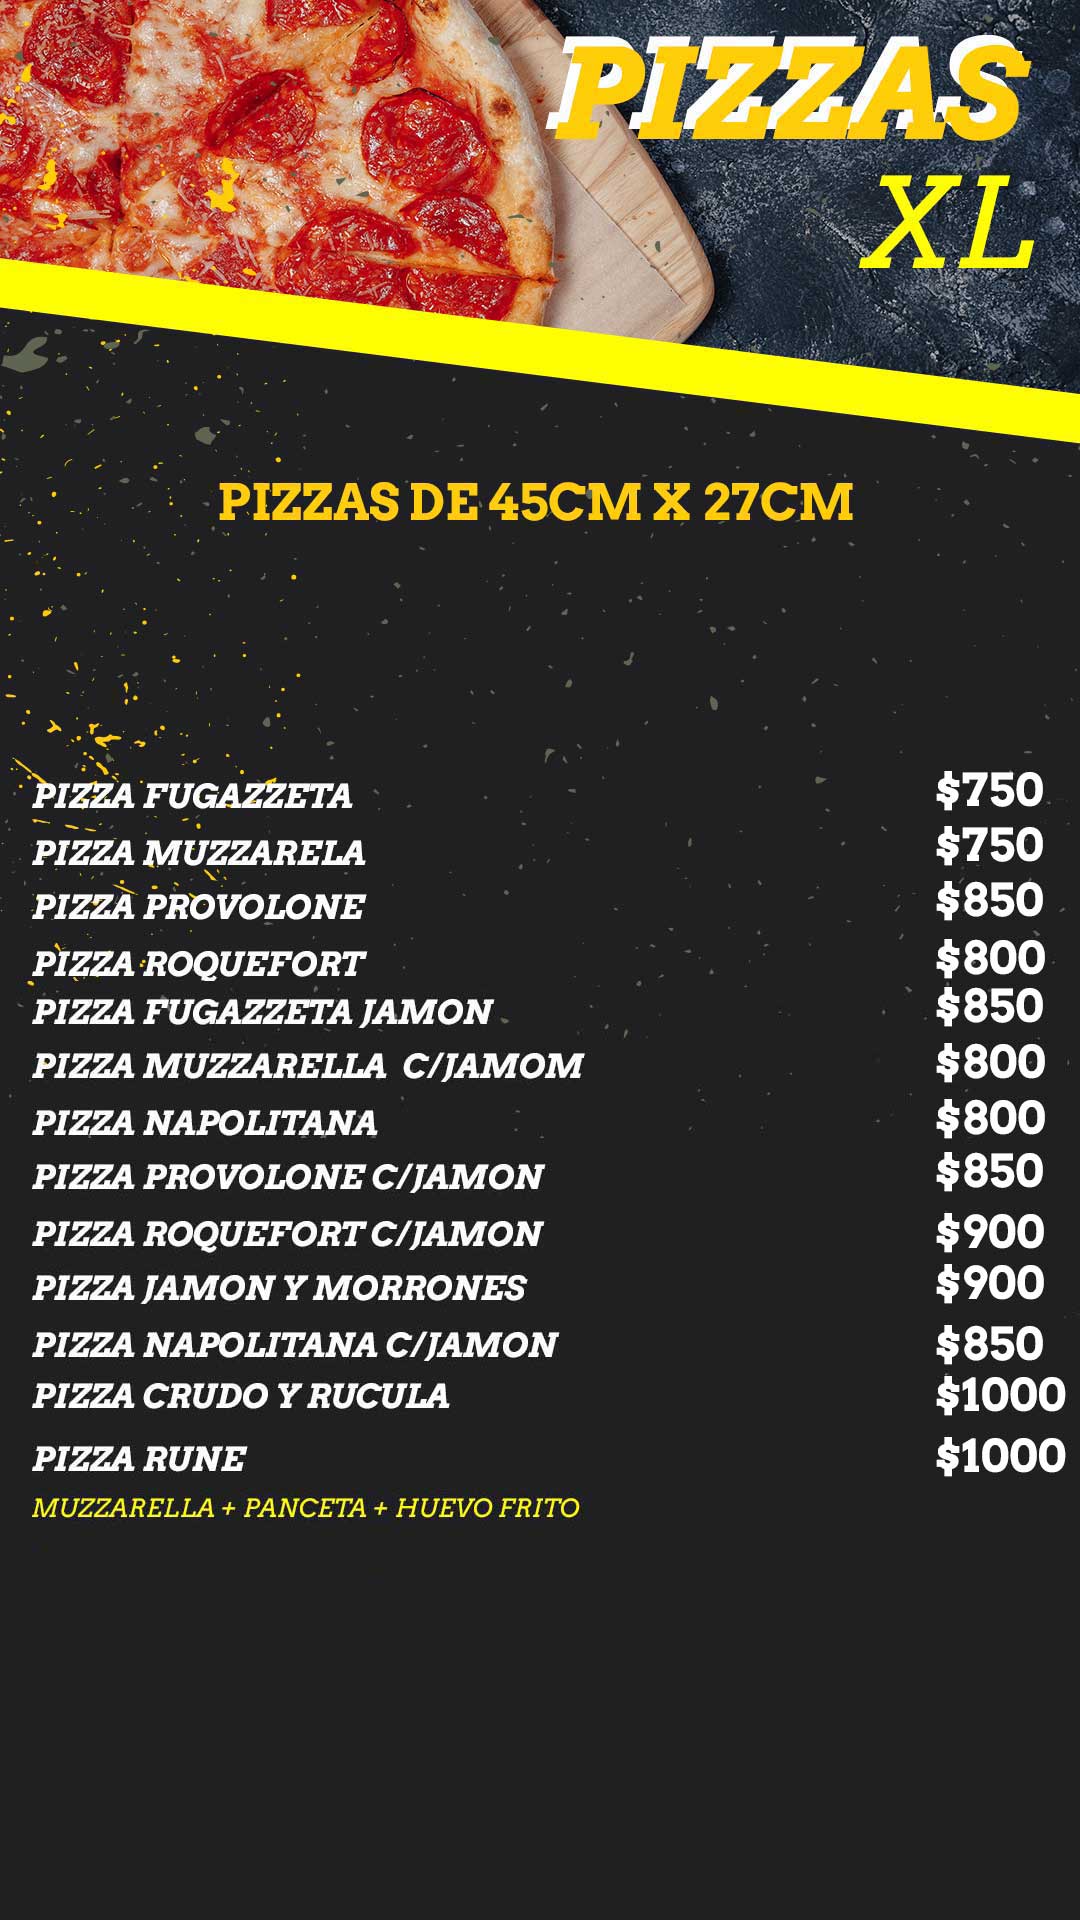 PIZZAS
XL
PIZZAS DE 45CM X 27CM
PIZZA FUGAZZETA $750
PIZZA MUZZARELA $750
PIZZA PROVOLONE $850
PIZZA ROQUEFORT $800
PIZZA FUGAZZETA JAMON $850
PIZZA MUZZARELLA C/JAMOM $800
PIZZA NAPOLITANA $800
PIZZA PROVOLONE C/JAMON $850
PIZZA ROQUEFORT C/JAMON $900
PIZZA JAMON Y MORRONES $900
PIZZA NAPOLITANA C/JAMON $850
PIZZA CRUDO Y RUCULA $1000
PIZZA RUNE $1000
MUZZARELLA + PANCETA + HUEVO FRITO